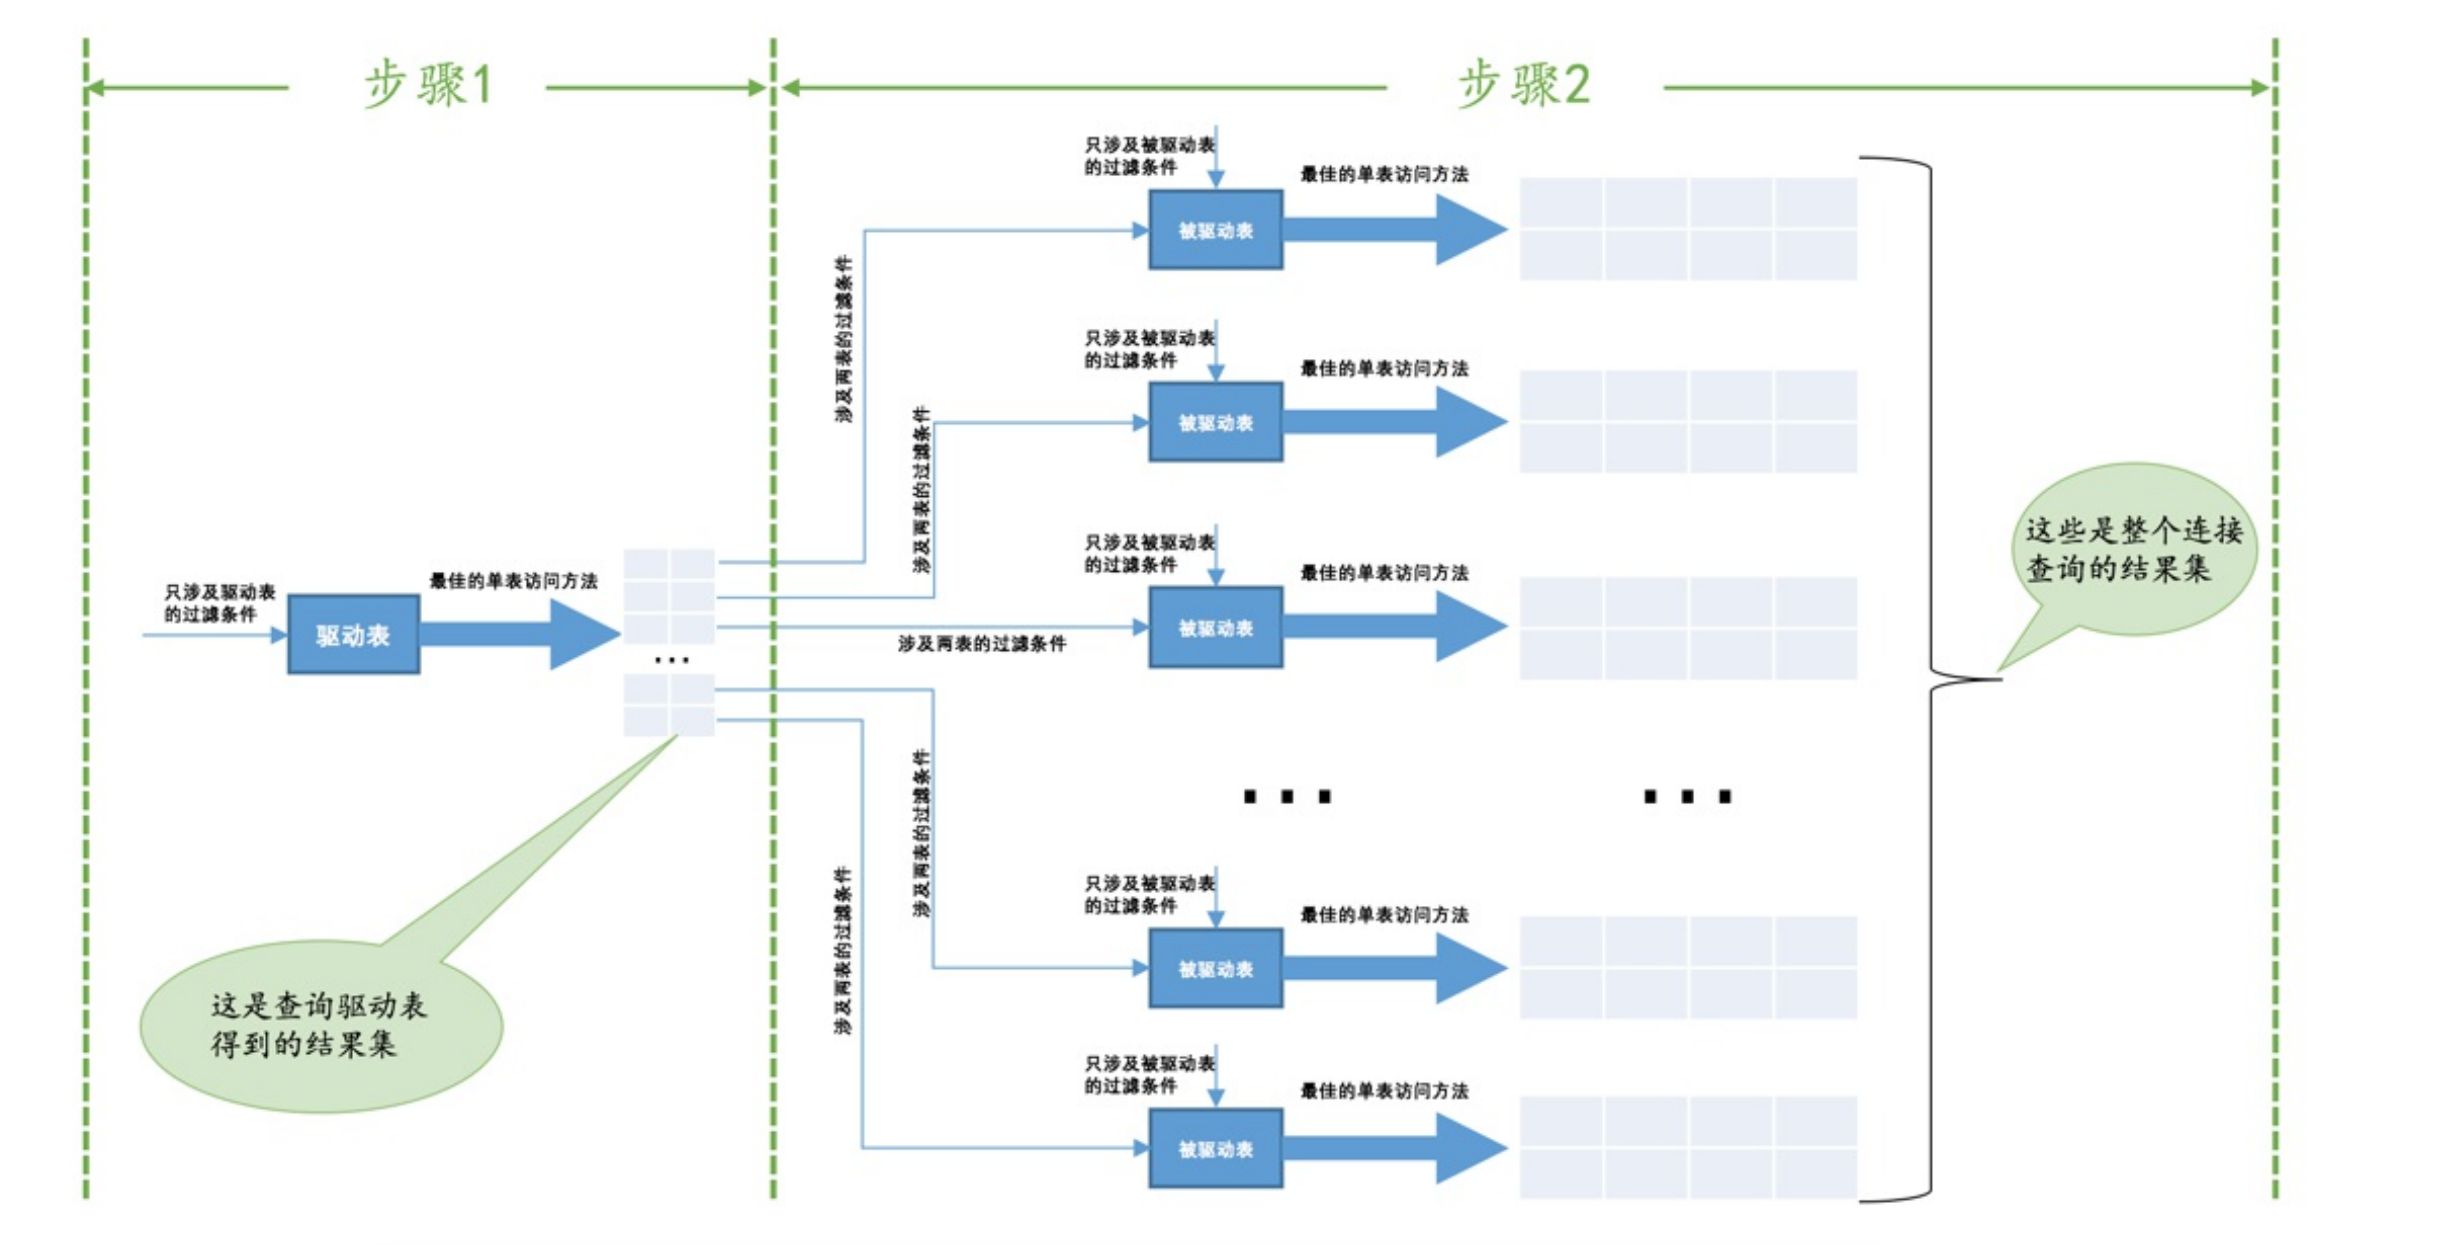 步骤1
步骤2
只涉及驱动表
的过滤条件
驱动表
最佳的单表访问方法
...
这是查询驱动表
得到的结果集
涉及两表的过滤条件
只涉及被驱动表
的过滤条件
被驱动表
最佳的单表访问方法
涉及两表的过滤条件
只涉及被驱动表
的过滤条件
被驱动表
最佳的单表访问方法
涉及两表的过滤条件
只涉及被驱动表
的过滤条件
被驱动表
最佳的单表访问方法
...
...
涉及两表的过滤条件
只涉及被驱动表
的过滤条件
被驱动表
最佳的单表访问方法
涉及两表的过滤条件
只涉及被驱动表
的过滤条件
被驱动表
最佳的单表访问方法
这些是整个连接
查询的结果集